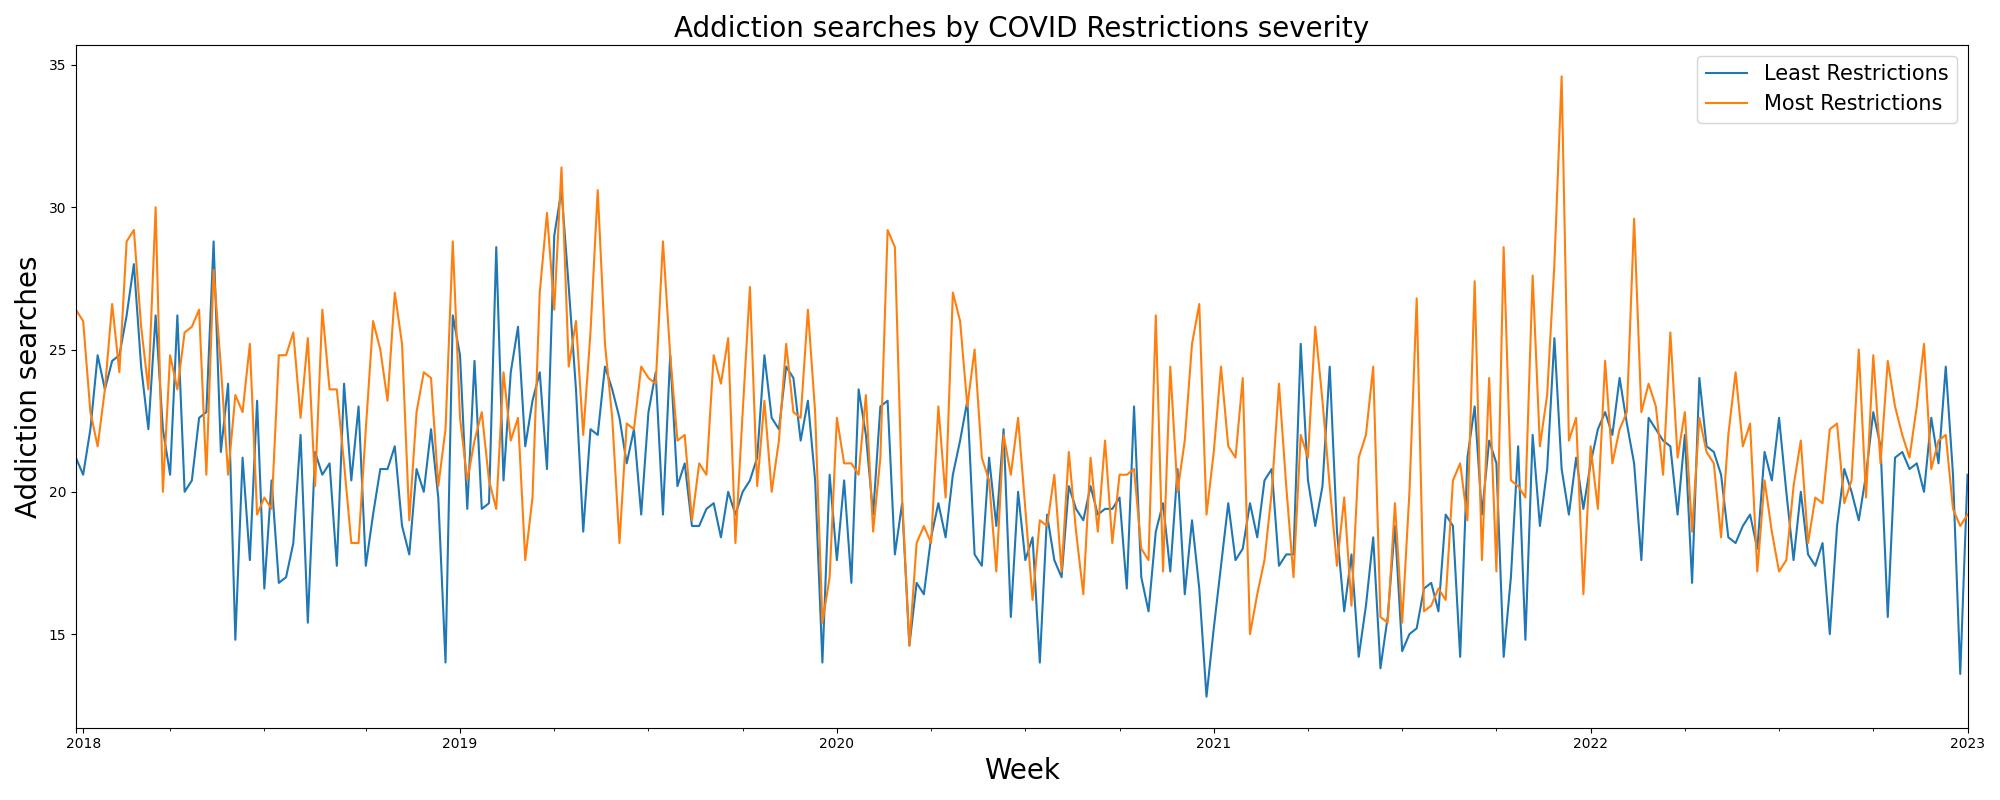 Addiction searches by COVID Restrictions severity
Least Restrictions
Most Restrictions
Addiction searches
35
30
25
20
15
2018
2019
2020
2021
2022
2023
Week